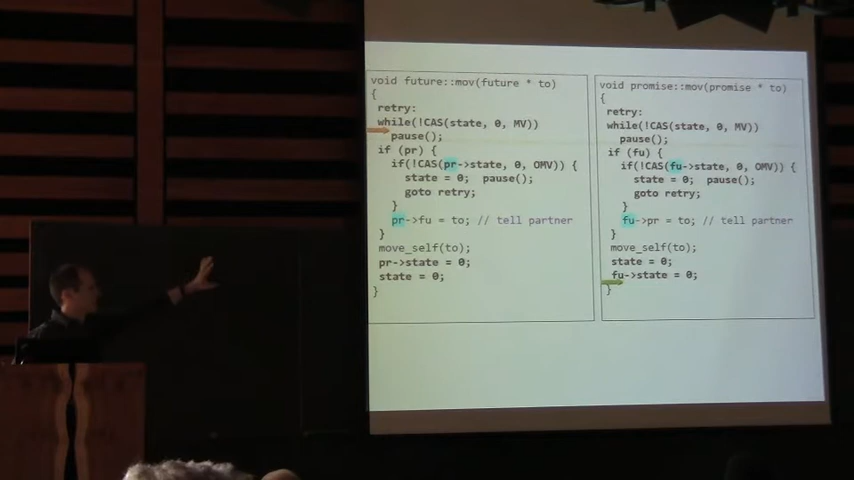 void future::mov(future * to)
{
retry:
while(!CAS(state, 0, MV))
pause();
if (pr) {
if(!CAS(pr->state, 0, OMV)) {
state = 0; pause();
goto retry;
}
pr->fu = to; // tell partner
}
move_self(to);
pr->state = 0;
state = 0;
}
void promise::mov(promise * to)
{
retry:
while(!CAS(state, 0, MV))
pause();
if (fu) {
if(!CAS(fu->state, 0, OMV)) {
state = 0; pause();
goto retry;
}
fu->pr = to; // tell partner
}
move_self(to);
state = 0;
fu->state = 0;
}